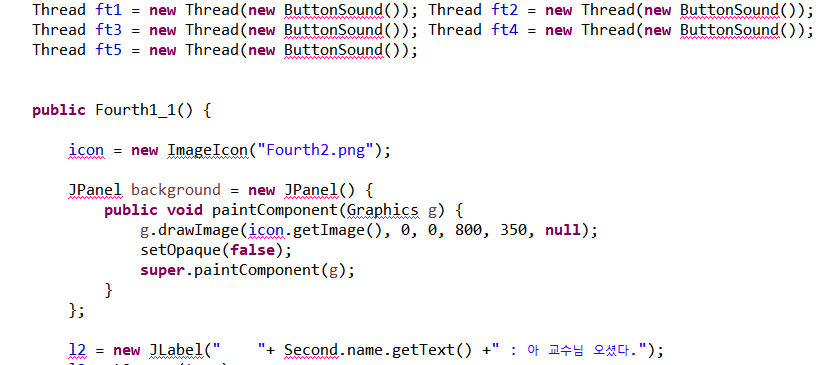 Thread ft1 = new Thread(new ButtonSound()); Thread ft2 = new Thread(new ButtonSound());
Thread ft3 = new Thread(new ButtonSound()); Thread ft4 = new Thread(new ButtonSound());
Thread ft5 = new Thread(new ButtonSound());
public Fourth1_1() {
icon = new ImageIcon("Fourth2.png");
JPanel background = new JPanel() {
public void paintComponent(Graphics g) {
g.drawImage(icon.getImage(), 0, 0, 800, 350, null);
setOpaque(false);
super.paintComponent(g);
}
};
l2 = new JLabel("    "+ Second.name.getText() +" : 아 교수님 오셨다.");